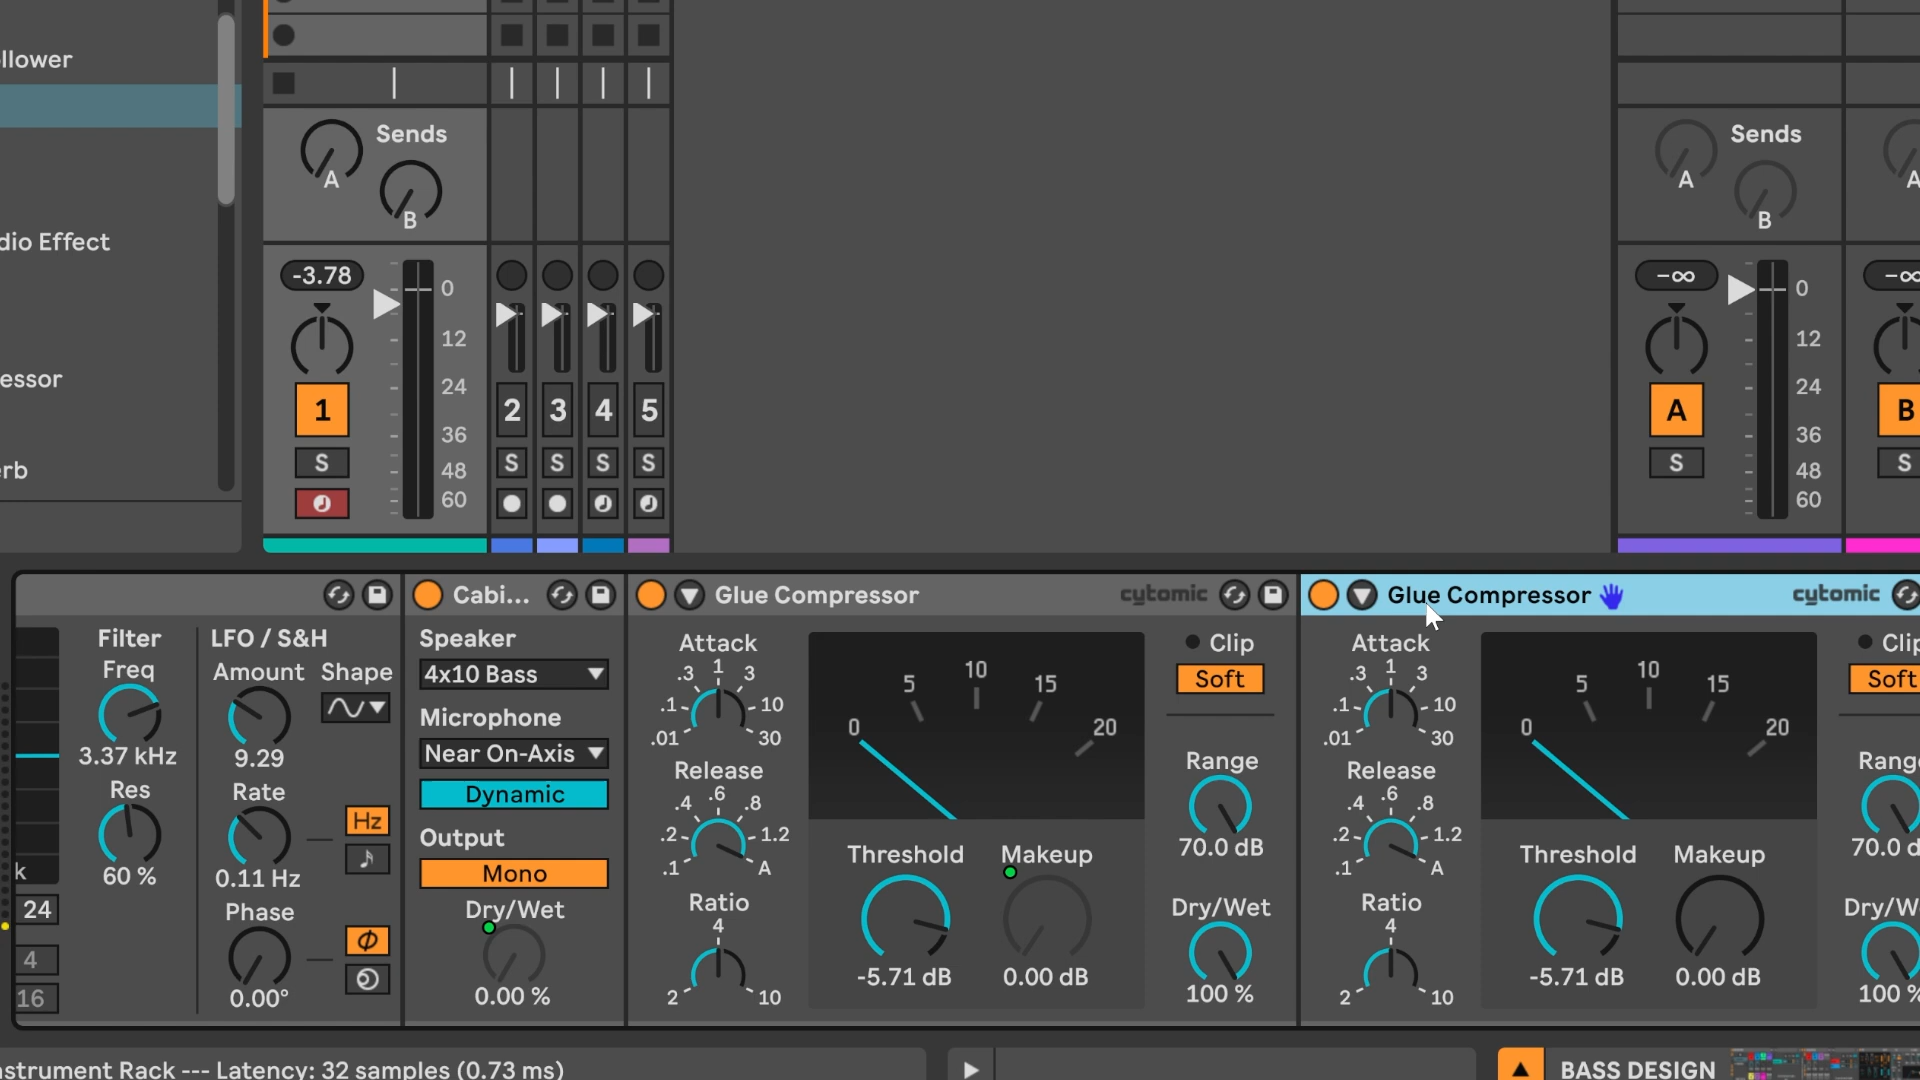 llower
dio Effect
essor
rb
Sends
A
B
-3.78
0
12
24
36
48
60
1
S
2
3
4
5
S
S
S
S
Sends
A
B
A
-∞
-∞
0
12
24
36
48
60
A
S
B
S
Filter
Freq
3.37 kHz
Res
60 %
k
24
4
16
LFO / S&H
Amount
Shape
9.29
Rate
Hz
0.11 Hz
Phase
0.00°
Cabi...
Speaker
4x10 Bass
Microphone
Near On-Axis
Dynamic
Output
Mono
Dry/Wet
0.00 %
Glue Compressor
cytomic
Attack
.01 .1 .3 1 3 10 30
Release
.1 .2 .4 .6 .8 1.2 A
Ratio
2 4 10
0 5 10 15 20
Threshold
-5.71 dB
Makeup
0.00 dB
Clip
Soft
Range
70.0 dB
Dry/Wet
100 %
Glue Compressor
cytomic
Attack
.01 .1 .3 1 3 10 30
Release
.1 .2 .4 .6 .8 1.2 A
Ratio
2 4 10
0 5 10 15 20
Threshold
-5.71 dB
Makeup
0.00 dB
Clip
Soft
Rang
70.0 d
Dry/W
100 %
nstrument Rack --- Latency: 32 samples (0.73 ms)
BASS DESIGN